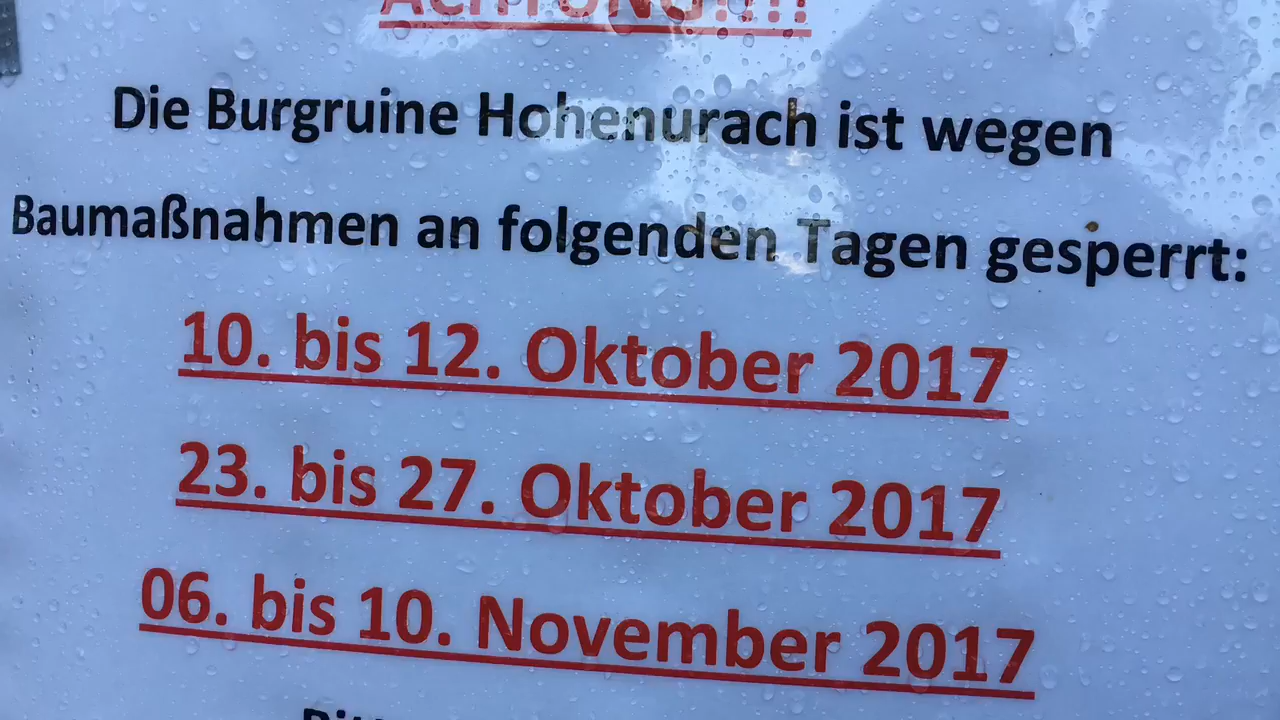 ACHTUNG!!!!
Die Burgruine Hohenurach ist wegen
Baumaßnahmen an folgenden Tagen gesperrt:
10. bis 12. Oktober 2017
23. bis 27. Oktober 2017
06. bis 10. November 2017